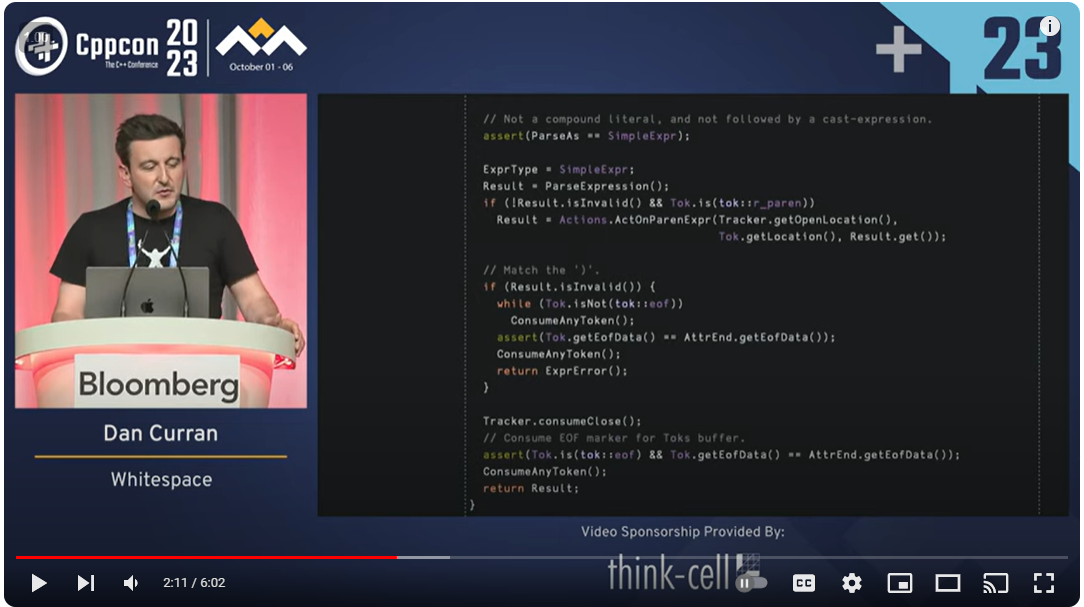 Cppcon
The C++ Conference
20
23
October 01 - 06
23
Bloomberg
Dan Curran
Whitespace
// Not a compound literal, and not followed by a cast-expression.
assert(ParseAs == SimpleExpr);
ExprType = SimpleExpr;
Result = ParseExpression();
if (!Result.isInvalid() && Tok.is(tok::r_paren))
Result = Actions.ActOnParenExpr(Tracker.getOpenLocation(),
Tok.getLocation(), Result.get());
// Match the ')'.
if (Result.isInvalid()) {
while (Tok.isNot(tok::eof))
ConsumeAnyToken();
assert(Tok.getEofData() == AttrEnd.getEofData());
ConsumeAnyToken();
return ExprError();
}
Tracker.consumeClose();
// Consume EOF marker for Toks buffer.
assert(Tok.is(tok::eof) && Tok.getEofData() == AttrEnd.getEofData());
ConsumeAnyToken();
return Result;
}
Video Sponsorship Provided By:
think-cell
2:11 / 6:02
CC